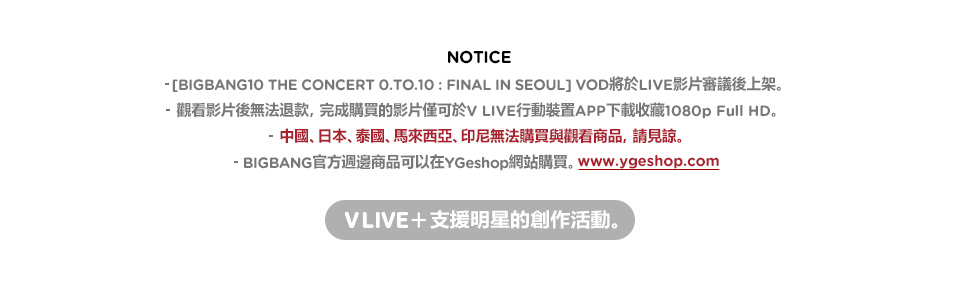 NOTICE
- [BIGBANG10 THE CONCERT 0.TO.10 : FINAL IN SEOUL] VOD將於LIVE影片審議後上架。
- 觀看影片後無法退款, 完成購買的影片僅可於V LIVE行動裝置APP下載收藏1080p Full HD。
- 中國、日本、泰國、馬來西亞、印尼無法購買與觀看商品, 請見諒。
- BIGBANG官方週邊商品可以在YGeshop網站購買。 www.ygeshop.com
V LIVE＋支援明星的創作活動。